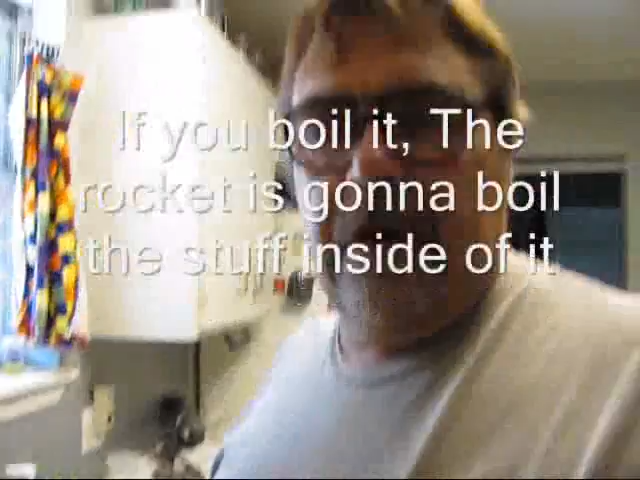 If you boil it, The
rocket is gonna boil
the stuff inside of it